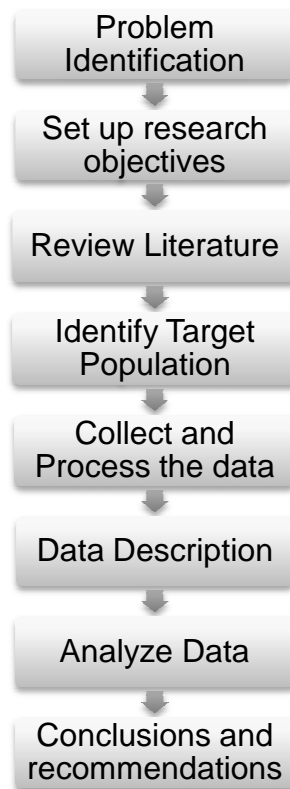 Problem
Identification
Set up research
objectives
Review Literature
Identify Target
Population
Collect and
Process the data
Data Description
Analyze Data
Conclusions and
recommendations